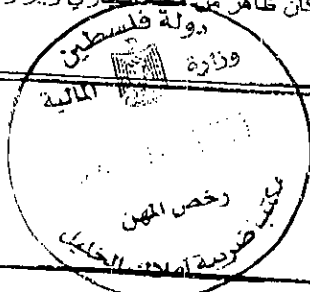 دولة فلسطين
وزارة
المالية
رخص المهن
مكتب ضريبة أملاك الخليل